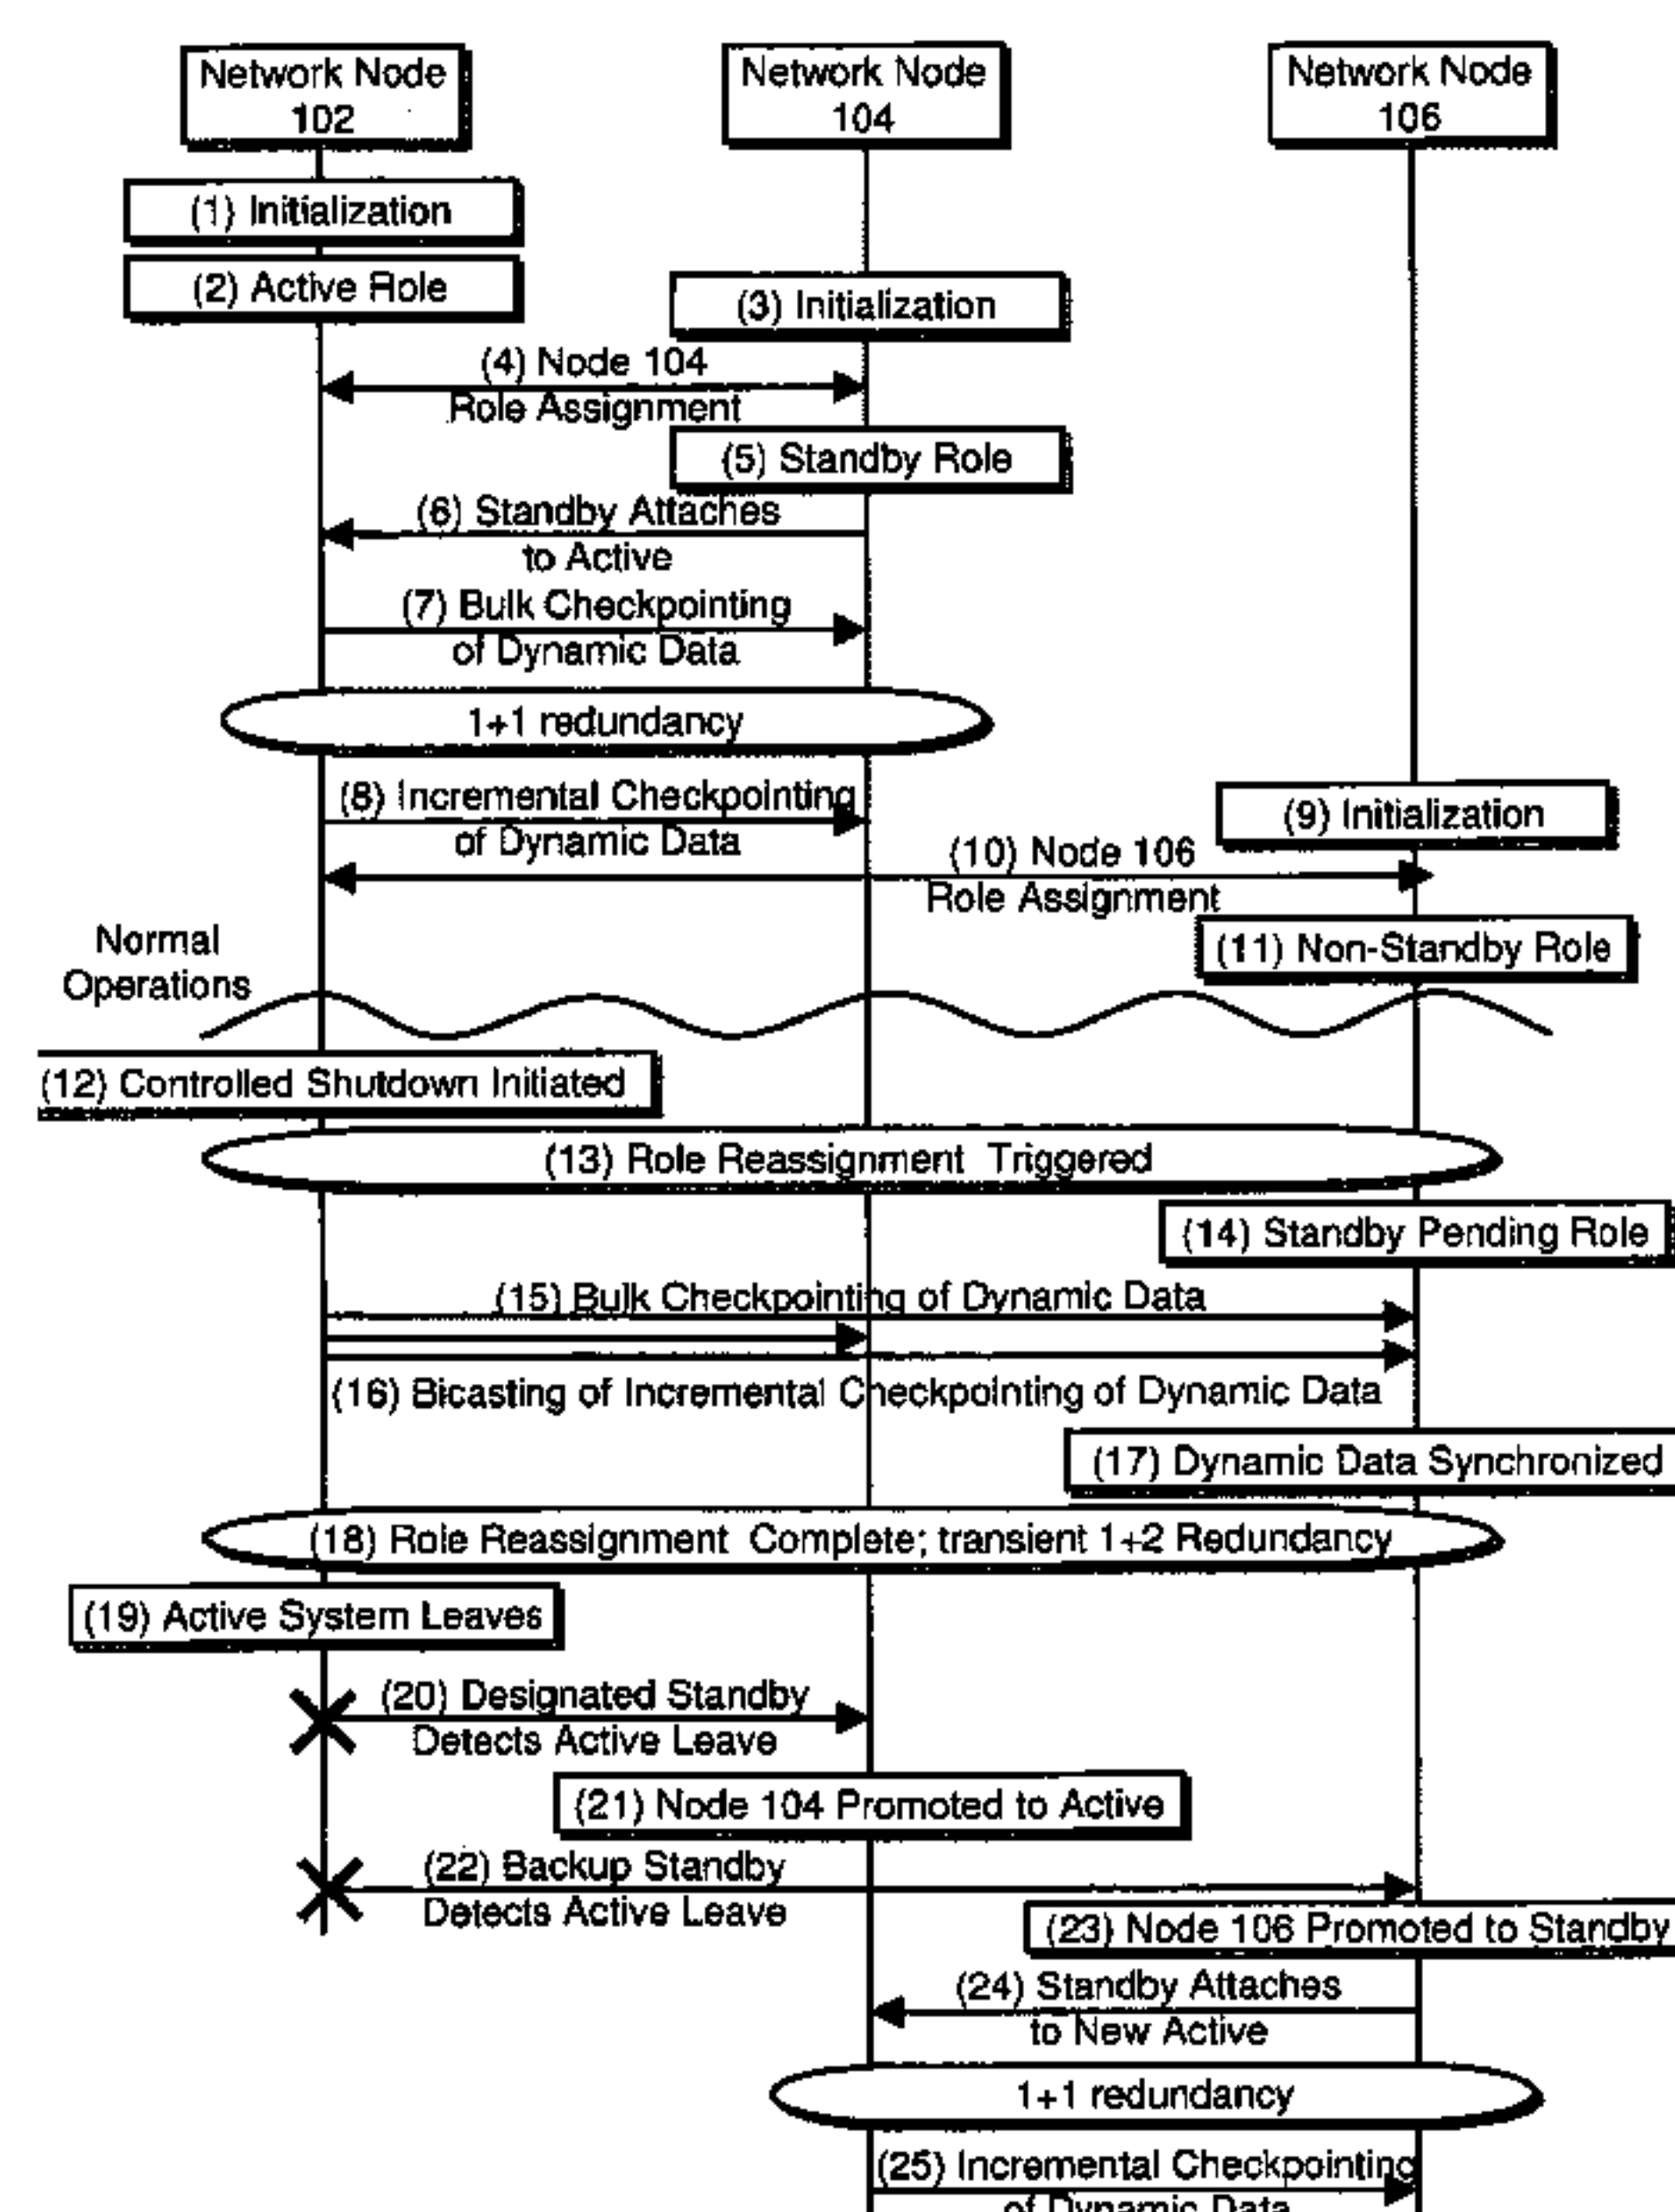 Network Node
102
Network Node
104
Network Node
106
(1) Initialization
(2) Active Role
(3) Initialization
(4) Node 104
Role Assignment
(5) Standby Role
(6) Standby Attaches
to Active
(7) Bulk Checkpointing
of Dynamic Data
1+1 redundancy
(8) Incremental Checkpointing
of Dynamic Data
(9) Initialization
(10) Node 106
Role Assignment
(11) Non-Standby Role
Normal
Operations
(12) Controlled Shutdown Initiated
(13) Role Reassignment Triggered
(14) Standby Pending Role
(15) Bulk Checkpointing of Dynamic Data
(16) Bicasting of Incremental Checkpointing of Dynamic Data
(17) Dynamic Data Synchronized
(18) Role Reassignment Complete; transient 1+2 Redundancy
(19) Active System Leaves
(20) Designated Standby
Detects Active Leave
(21) Node 104 Promoted to Active
(22) Backup Standby
Detects Active Leave
(23) Node 106 Promoted to Standby
(24) Standby Attaches
to New Active
1+1 redundancy
(25) Incremental Checkpointing
of Dynamic Data